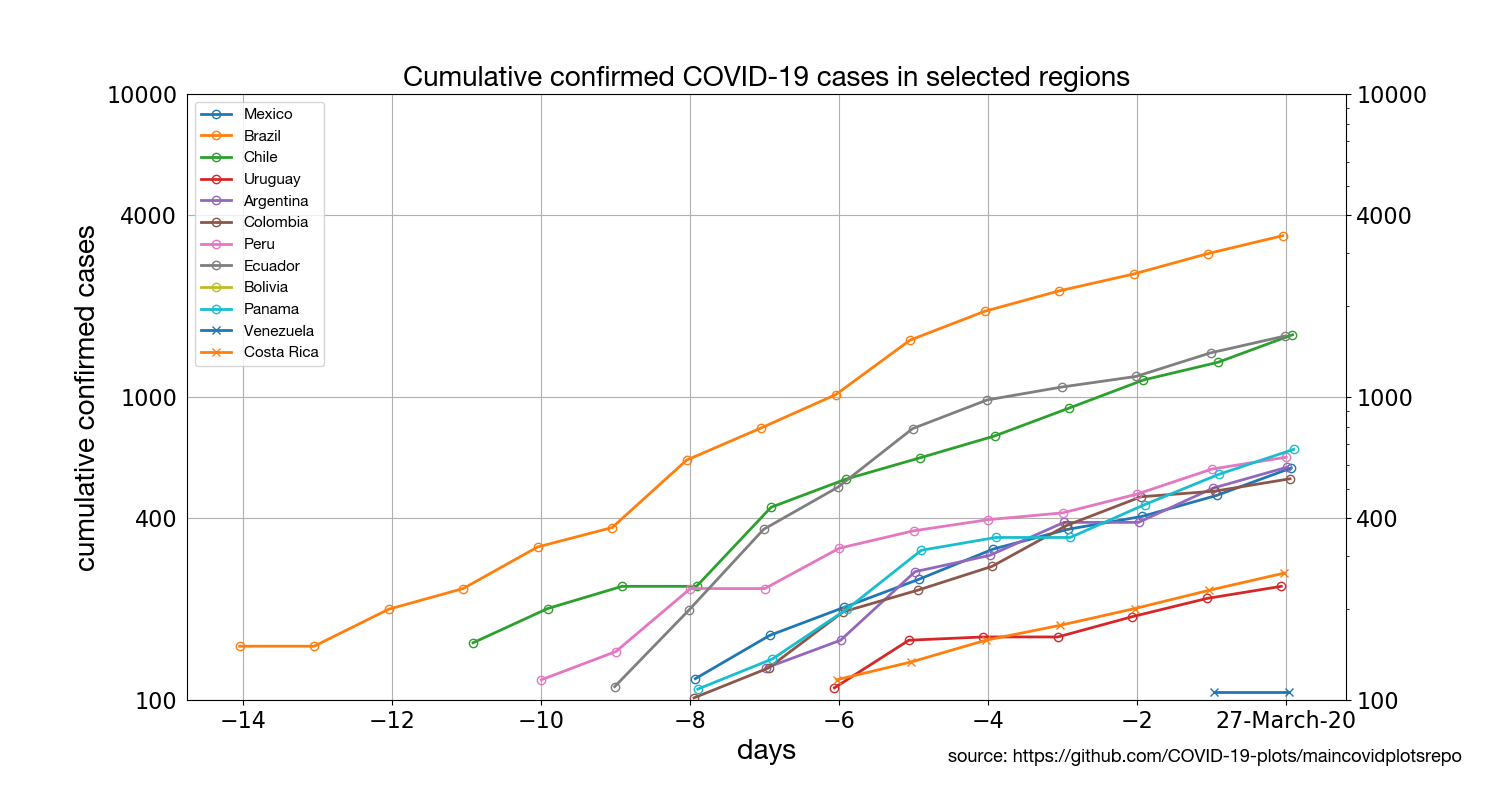 Cumulative confirmed COVID-19 cases in selected regions
10000
4000
1000
400
100
cumulative confirmed cases
Mexico
Brazil
Chile
Uruguay
Argentina
Colombia
Peru
Ecuador
Bolivia
Panama
Venezuela
Costa Rica
10000
4000
1000
400
100
−14 −12 −10 −8 −6 −4 −2 27-March-20
days
source: https://github.com/COVID-19-plots/maincovidplotsrepo